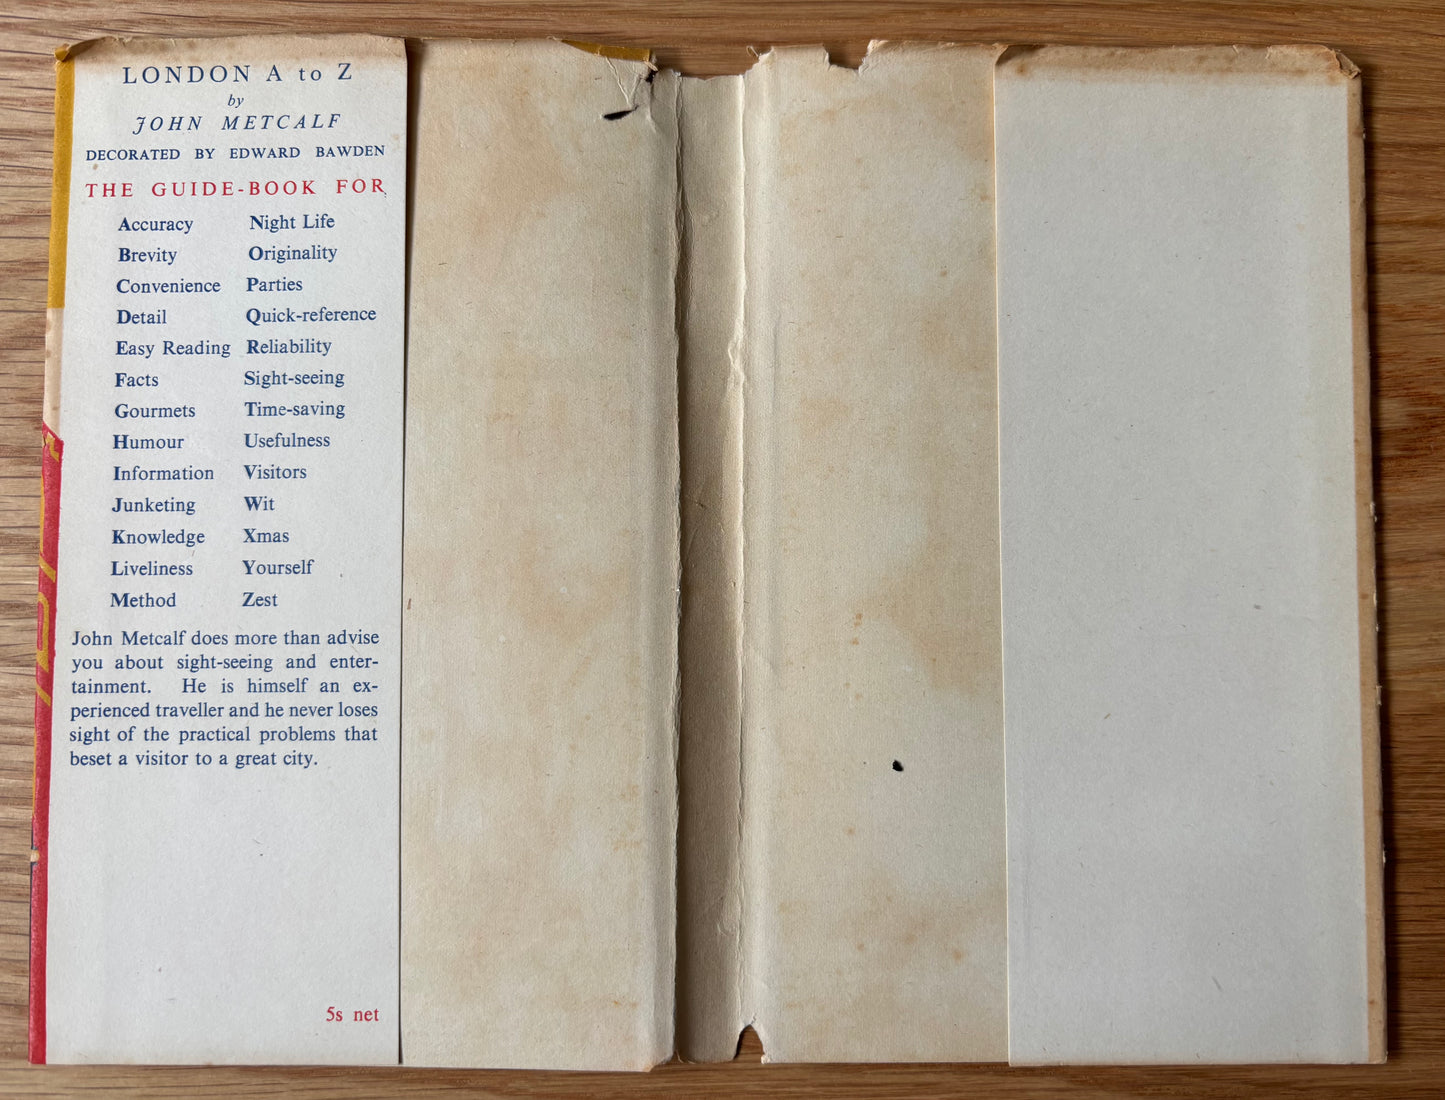 LONDON A to Z
by
JOHN METCALF
DECORATED BY EDWARD BAWDEN
THE GUIDE-BOOK FOR
Accuracy
Brevity
Convenience
Detail
Easy Reading
Facts
Gourmets
Humour
Information
Junketing
Knowledge
Liveliness
Method
Night Life
Originality
Parties
Quick-reference
Reliability
Sight-seeing
Time-saving
Usefulness
Visitors
Wit
Xmas
Yourself
Zest
John Metcalf does more than advise
you about sight-seeing and enter-
tainment. He is himself an ex-
perienced traveller and he never loses
sight of the practical problems that
beset a visitor to a great city.
5s net